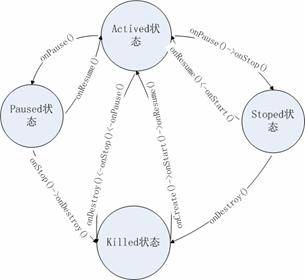 Actived状
态
onPause()
onResume()
onPause()->onStop()
onResume()<-onStart()
Paused状
态
Stoped状
态
onDestroy()<-onStop()<-onPause()
onCreate()->onStart()->onResume()
onStop()->onDestroy()
onDestroy()
Killed状态